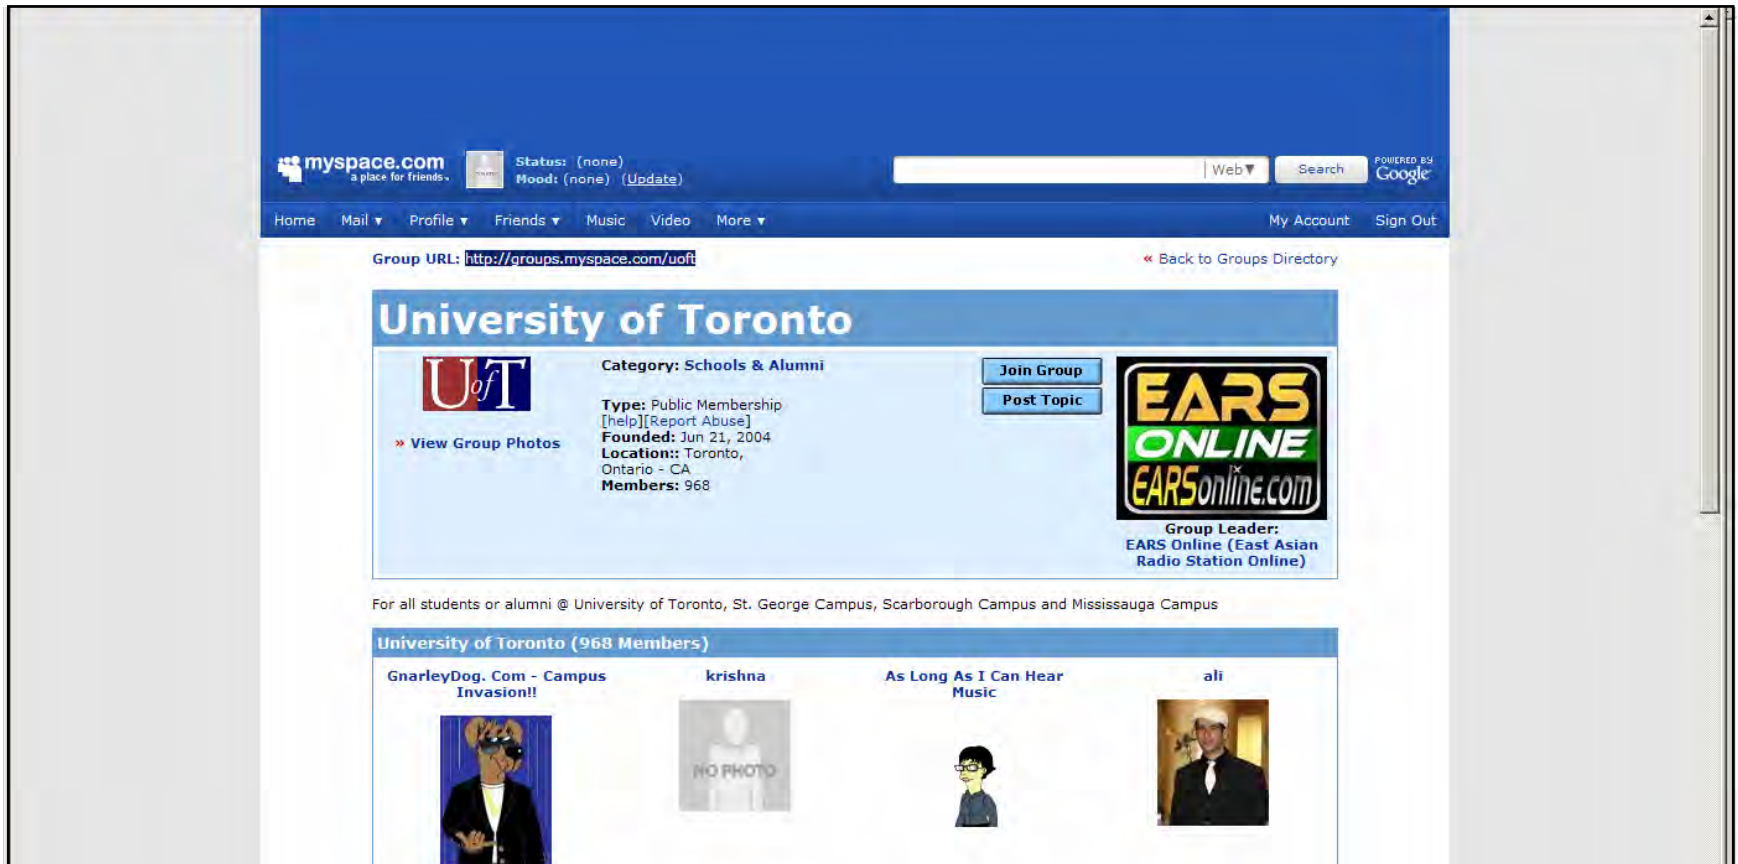 myspace.com
a place for friends.
Status: (none)
Mood: (none) (Update)
Web▼
Search
POWERED BY
Google
Home Mail ▼ Profile ▼ Friends ▼ Music Video More ▼ My Account Sign Out
Group URL: http://groups.myspace.com/uoft
« Back to Groups Directory
University of Toronto
UofT
» View Group Photos
Category: Schools & Alumni
Type: Public Membership
[help][Report Abuse]
Founded: Jun 21, 2004
Location:: Toronto,
Ontario - CA
Members: 968
Join Group
Post Topic
EARS
ONLINE
EARSonline.com
Group Leader:
EARS Online (East Asian
Radio Station Online)
For all students or alumni @ University of Toronto, St. George Campus, Scarborough Campus and Mississauga Campus
University of Toronto (968 Members)
GnarleyDog. Com - Campus
Invasion!!
krishna
NO PHOTO
As Long As I Can Hear
Music
ali